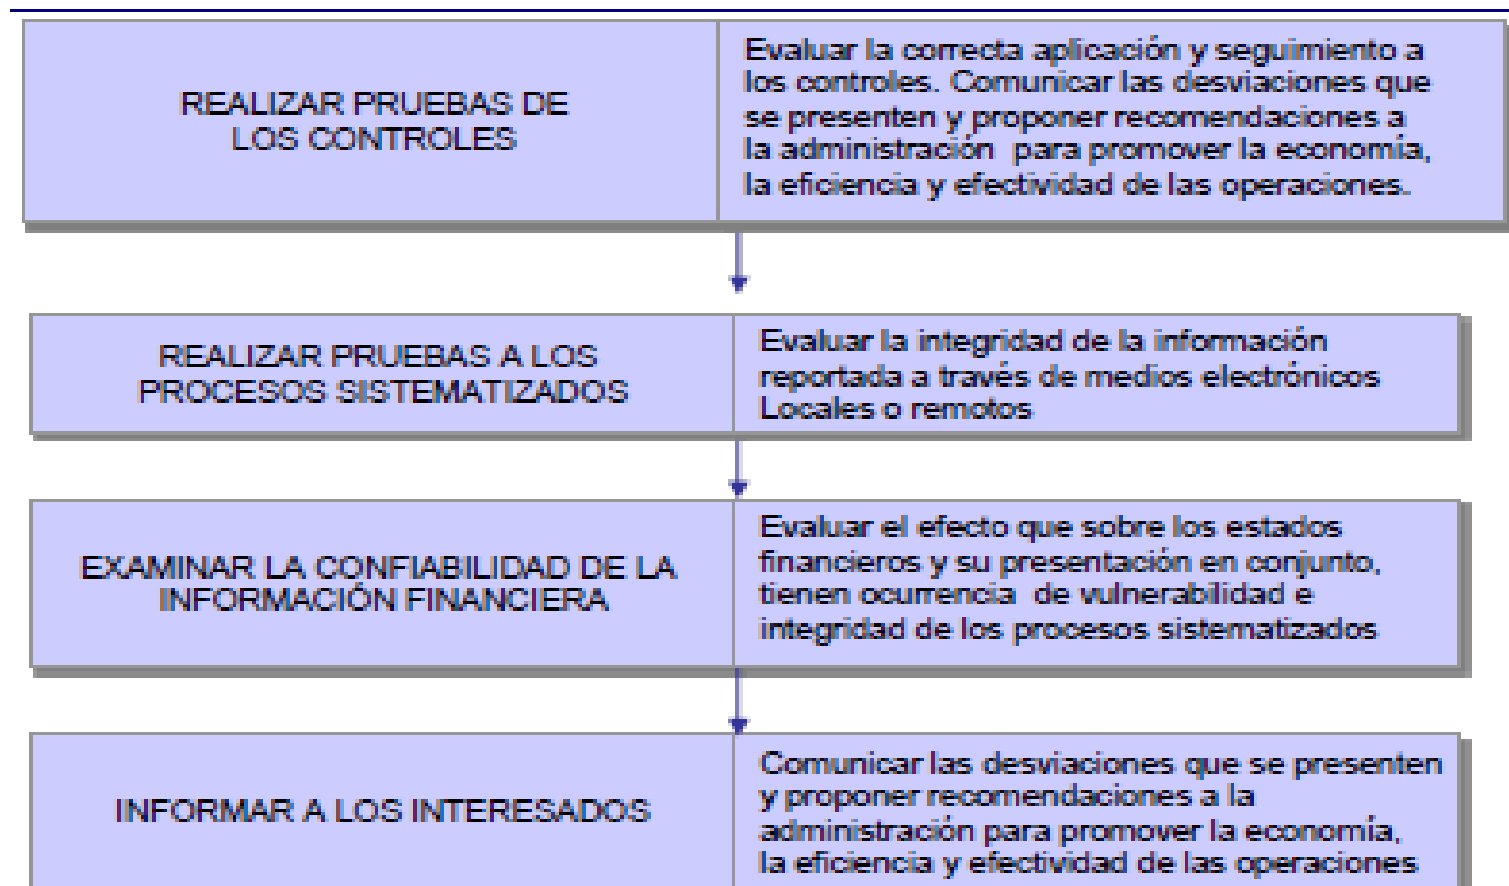 REALIZAR PRUEBAS DE
LOS CONTROLES
Evaluar la correcta aplicación y seguimiento a
los controles. Comunicar las desviaciones que
se presenten y proponer recomendaciones a
la administración para promover la economía,
la eficiencia y efectividad de las operaciones.
REALIZAR PRUEBAS A LOS
PROCESOS SISTEMATIZADOS
Evaluar la integridad de la información
reportada a través de medios electrónicos
Locales o remotos
EXAMINAR LA CONFIABILIDAD DE LA
INFORMACIÓN FINANCIERA
Evaluar el efecto que sobre los estados
financieros y su presentación en conjunto,
tienen ocurrencia de vulnerabilidad e
integridad de los procesos sistematizados
INFORMAR A LOS INTERESADOS
Comunicar las desviaciones que se presenten
y proponer recomendaciones a la
administración para promover la economía,
la eficiencia y efectividad de las operaciones